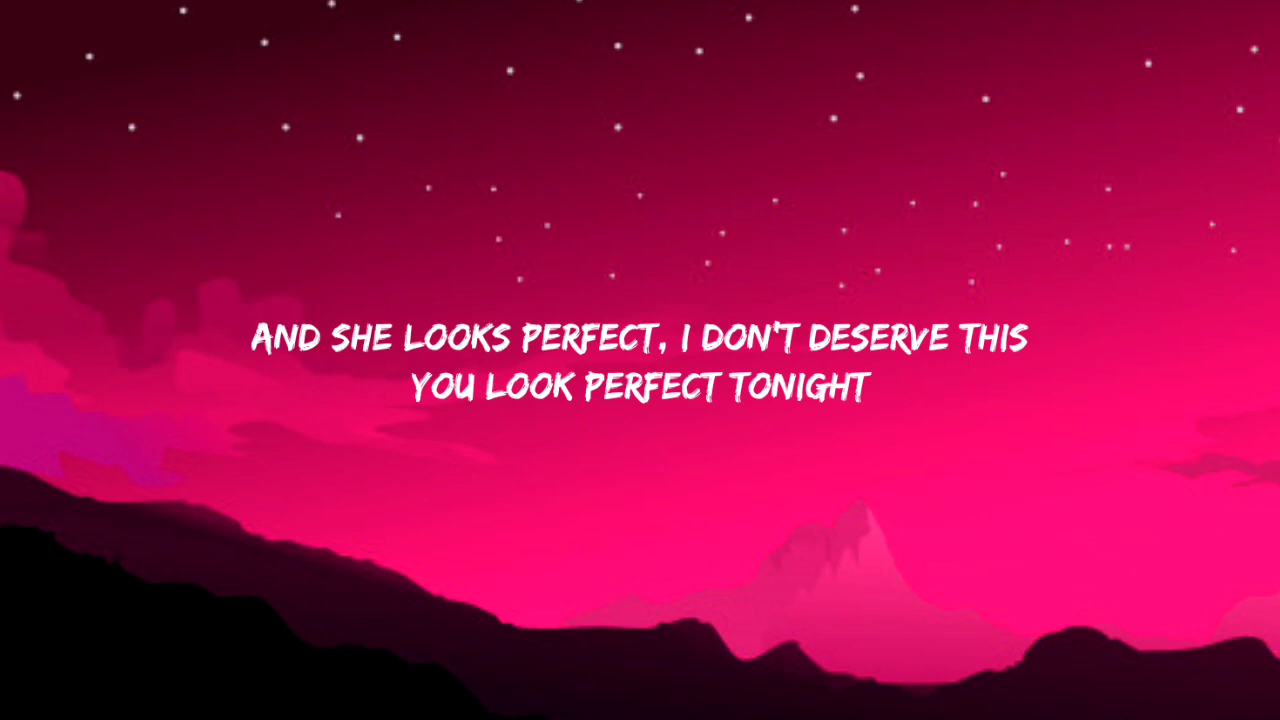 AND SHE LOOKS PERFECT, I DON'T DESERVE THIS
YOU LOOK PERFECT TONIGHT